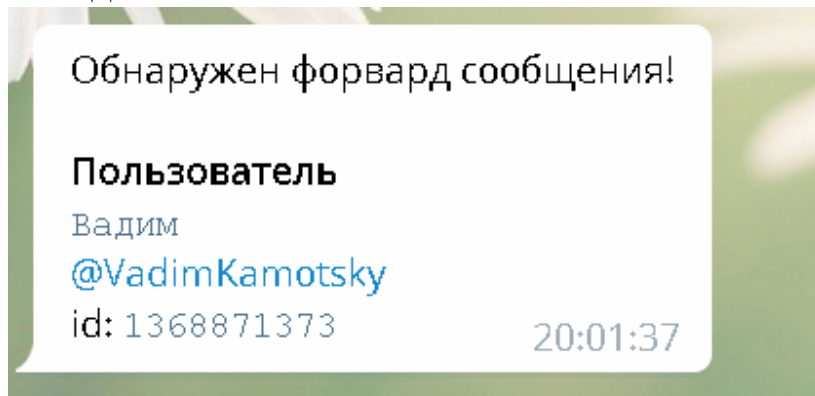 Обнаружен форвард сообщения!
Пользователь
Вадим
@VadimKamotsky
id: 1368871373
20:01:37